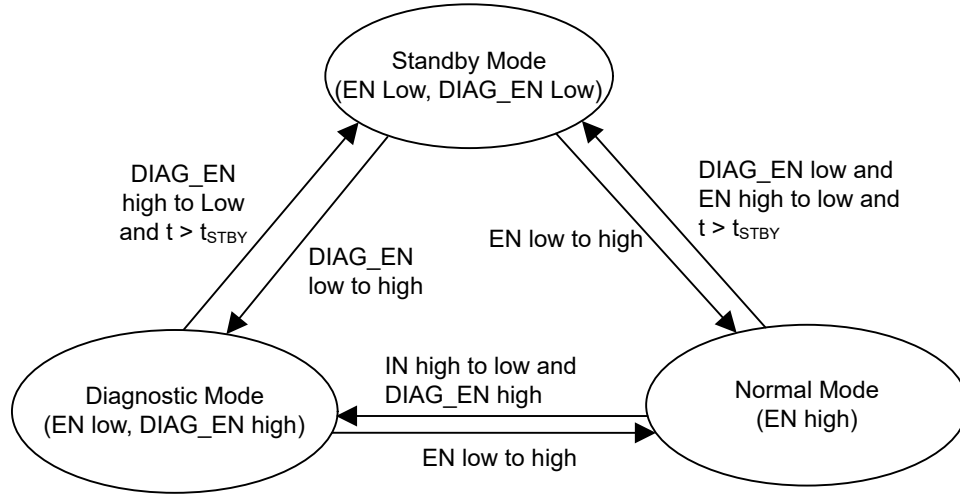 Standby Mode
(EN Low, DIAG_EN Low)
DIAG_EN
high to Low
and t > tSTBY
DIAG_EN
low to high
EN low to high
DIAG_EN low and
EN high to low and
t > tSTBY
Diagnostic Mode
(EN low, DIAG_EN high)
IN high to low and
DIAG_EN high
EN low to high
Normal Mode
(EN high)